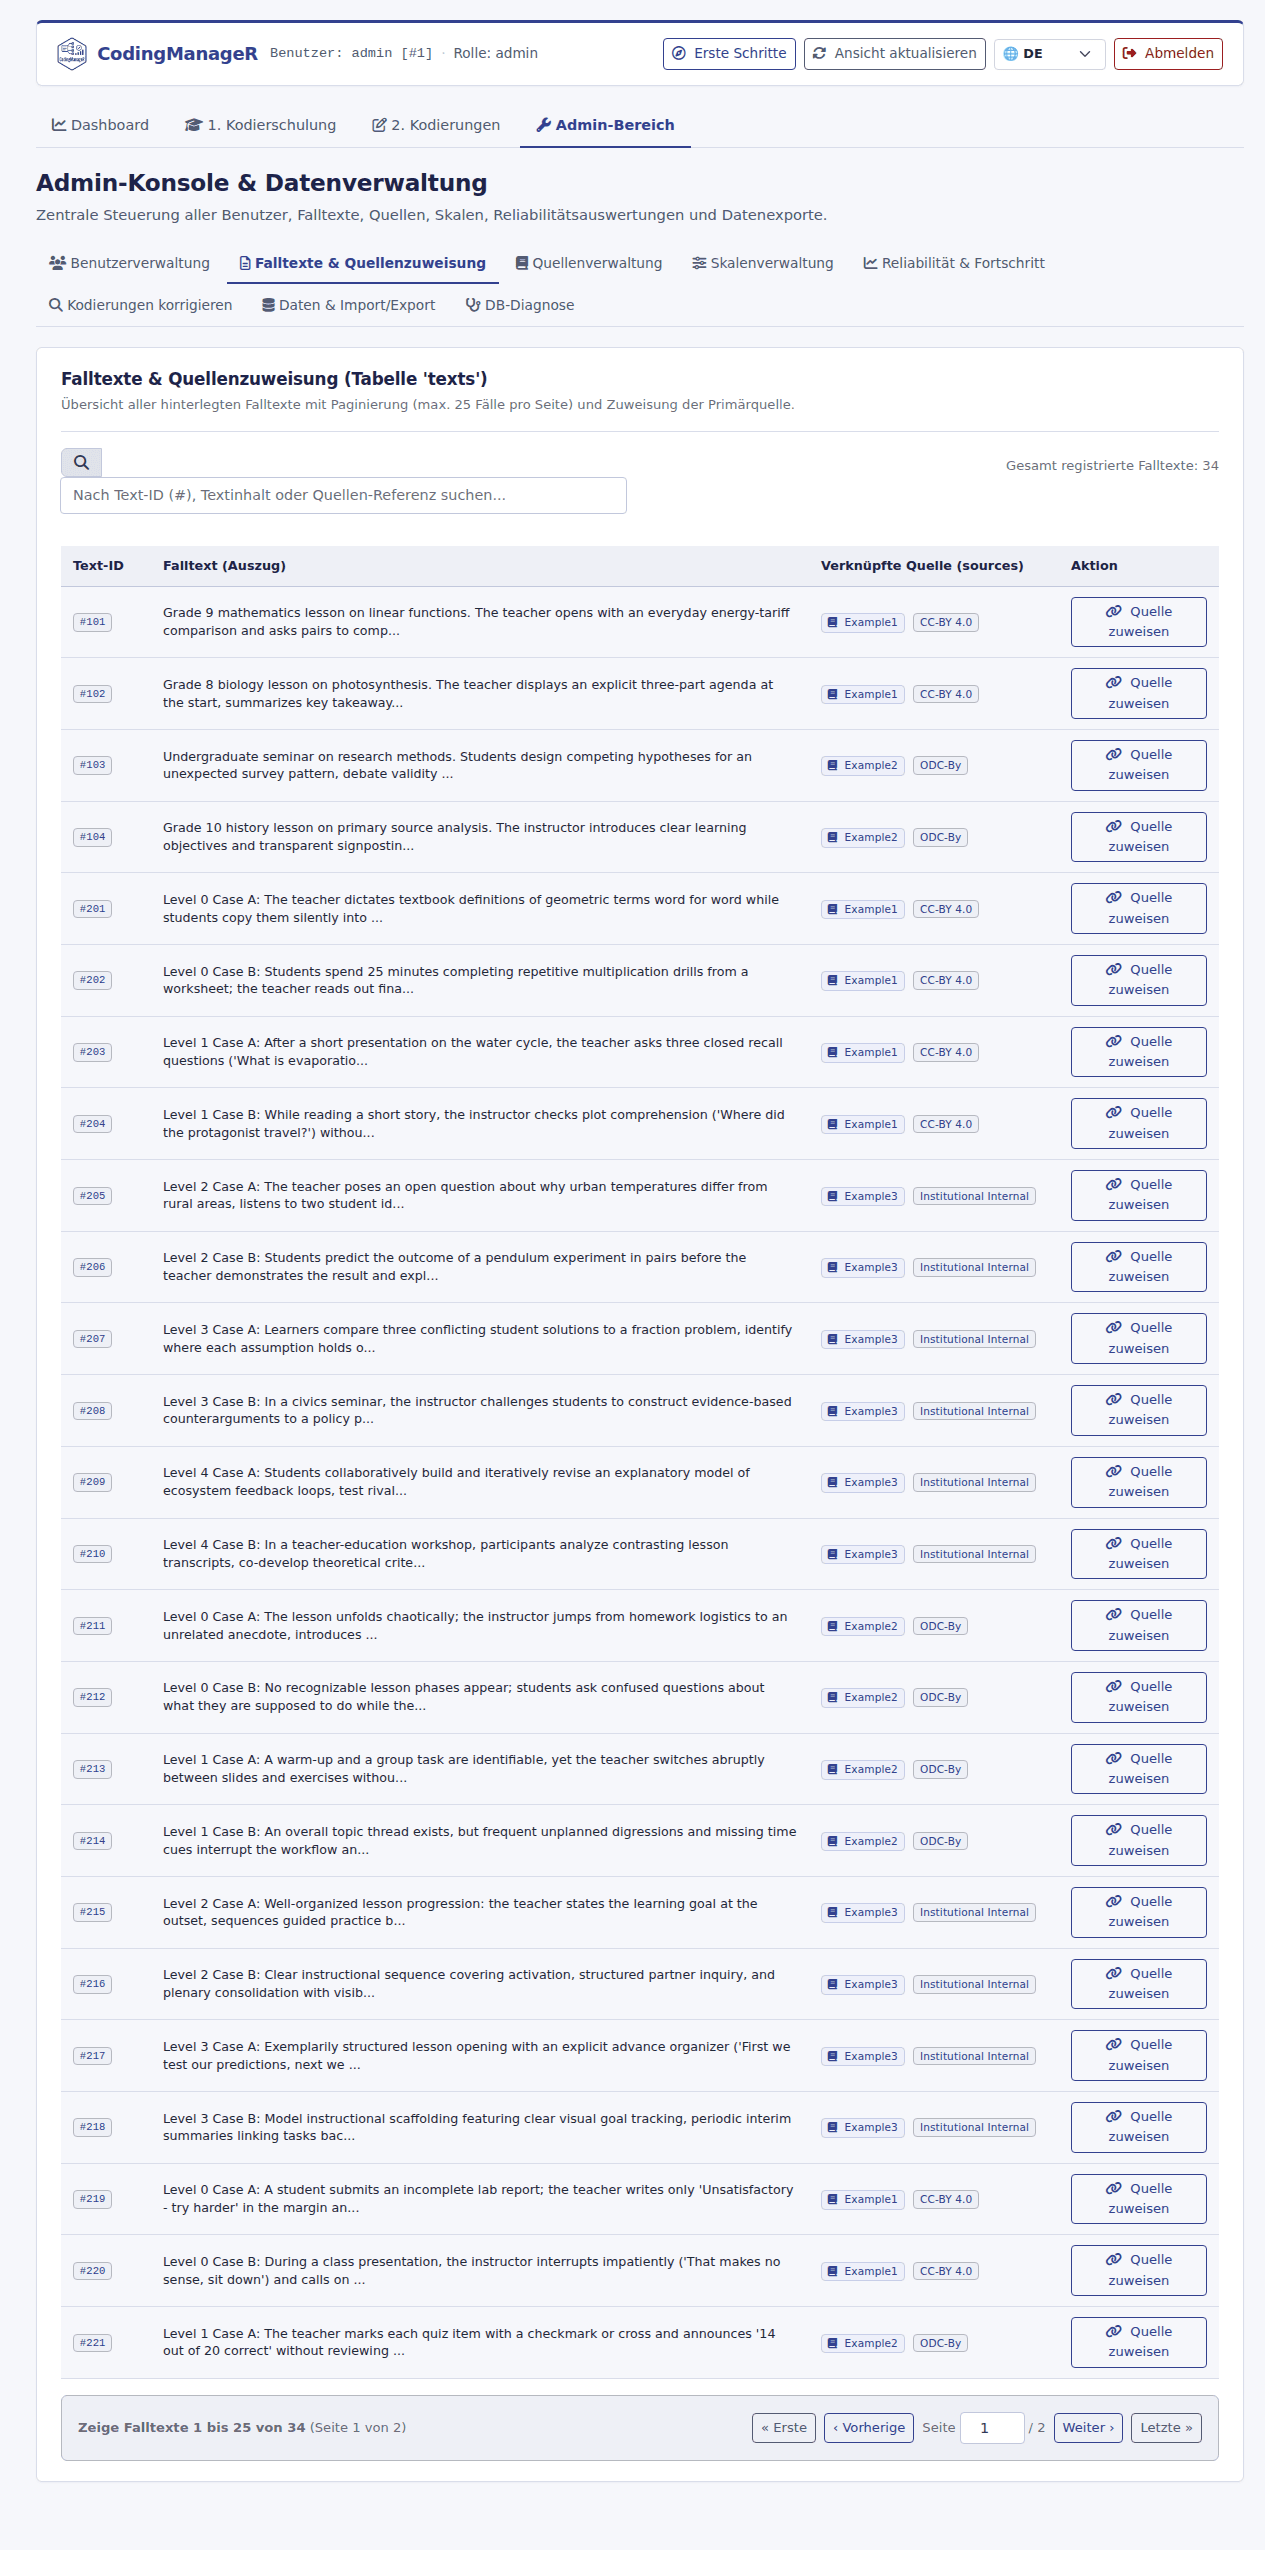 CodingManageR Benutzer: admin [#1] · Rolle: admin Erste Schritte Ansicht aktualisieren DE Abmelden
Dashboard 1. Kodierschulung 2. Kodierungen Admin-Bereich
Admin-Konsole & Datenverwaltung
Zentrale Steuerung aller Benutzer, Falltexte, Quellen, Skalen, Reliabilitätsauswertungen und Datenexporte.
Benutzerverwaltung Falltexte & Quellenzuweisung Quellenverwaltung Skalenverwaltung Reliabilität & Fortschritt
Kodierungen korrigieren Daten & Import/Export DB-Diagnose
Falltexte & Quellenzuweisung (Tabelle 'texts')
Übersicht aller hinterlegten Falltexte mit Paginierung (max. 25 Fälle pro Seite) und Zuweisung der Primärquelle.
Gesamt registrierte Falltexte: 34
Nach Text-ID (#), Textinhalt oder Quellen-Referenz suchen...
Text-ID Falltext (Auszug) Verknüpfte Quelle (sources) Aktion
#101 Grade 9 mathematics lesson on linear functions. The teacher opens with an everyday energy-tariff
comparison and asks pairs to comp... Example1 CC-BY 4.0 Quelle
zuweisen
#102 Grade 8 biology lesson on photosynthesis. The teacher displays an explicit three-part agenda at
the start, summarizes key takeaway... Example1 CC-BY 4.0 Quelle
zuweisen
#103 Undergraduate seminar on research methods. Students design competing hypotheses for an
unexpected survey pattern, debate validity ... Example2 ODC-By Quelle
zuweisen
#104 Grade 10 history lesson on primary source analysis. The instructor introduces clear learning
objectives and transparent signpostin... Example2 ODC-By Quelle
zuweisen
#201 Level 0 Case A: The teacher dictates textbook definitions of geometric terms word for word while
students copy them silently into ... Example1 CC-BY 4.0 Quelle
zuweisen
#202 Level 0 Case B: Students spend 25 minutes completing repetitive multiplication drills from a
worksheet; the teacher reads out fina... Example1 CC-BY 4.0 Quelle
zuweisen
#203 Level 1 Case A: After a short presentation on the water cycle, the teacher asks three closed recall
questions ('What is evaporatio... Example1 CC-BY 4.0 Quelle
zuweisen
#204 Level 1 Case B: While reading a short story, the instructor checks plot comprehension ('Where did
the protagonist travel?') withou... Example1 CC-BY 4.0 Quelle
zuweisen
#205 Level 2 Case A: The teacher poses an open question about why urban temperatures differ from
rural areas, listens to two student id... Example3 Institutional Internal Quelle
zuweisen
#206 Level 2 Case B: Students predict the outcome of a pendulum experiment in pairs before the
teacher demonstrates the result and expl... Example3 Institutional Internal Quelle
zuweisen
#207 Level 3 Case A: Learners compare three conflicting student solutions to a fraction problem, identify
where each assumption holds o... Example3 Institutional Internal Quelle
zuweisen
#208 Level 3 Case B: In a civics seminar, the instructor challenges students to construct evidence-based
counterarguments to a policy p... Example3 Institutional Internal Quelle
zuweisen
#209 Level 4 Case A: Students collaboratively build and iteratively revise an explanatory model of
ecosystem feedback loops, test rival... Example3 Institutional Internal Quelle
zuweisen
#210 Level 4 Case B: In a teacher-education workshop, participants analyze contrasting lesson
transcripts, co-develop theoretical crite... Example3 Institutional Internal Quelle
zuweisen
#211 Level 0 Case A: The lesson unfolds chaotically; the instructor jumps from homework logistics to an
unrelated anecdote, introduces ... Example2 ODC-By Quelle
zuweisen
#212 Level 0 Case B: No recognizable lesson phases appear; students ask confused questions about
what they are supposed to do while the... Example2 ODC-By Quelle
zuweisen
#213 Level 1 Case A: A warm-up and a group task are identifiable, yet the teacher switches abruptly
between slides and exercises withou... Example2 ODC-By Quelle
zuweisen
#214 Level 1 Case B: An overall topic thread exists, but frequent unplanned digressions and missing time
cues interrupt the workflow an... Example2 ODC-By Quelle
zuweisen
#215 Level 2 Case A: Well-organized lesson progression: the teacher states the learning goal at the
outset, sequences guided practice b... Example3 Institutional Internal Quelle
zuweisen
#216 Level 2 Case B: Clear instructional sequence covering activation, structured partner inquiry, and
plenary consolidation with visib... Example3 Institutional Internal Quelle
zuweisen
#217 Level 3 Case A: Exemplarily structured lesson opening with an explicit advance organizer ('First we
test our predictions, next we ... Example3 Institutional Internal Quelle
zuweisen
#218 Level 3 Case B: Model instructional scaffolding featuring clear visual goal tracking, periodic interim
summaries linking tasks bac... Example3 Institutional Internal Quelle
zuweisen
#219 Level 0 Case A: A student submits an incomplete lab report; the teacher writes only 'Unsatisfactory
- try harder' in the margin an... Example1 CC-BY 4.0 Quelle
zuweisen
#220 Level 0 Case B: During a class presentation, the instructor interrupts impatiently ('That makes no
sense, sit down') and calls on ... Example1 CC-BY 4.0 Quelle
zuweisen
#221 Level 1 Case A: The teacher marks each quiz item with a checkmark or cross and announces '14
out of 20 correct' without reviewing ... Example2 ODC-By Quelle
zuweisen
Zeige Falltexte 1 bis 25 von 34 (Seite 1 von 2) « Erste ‹ Vorherige Seite 1 / 2 Weiter › Letzte »